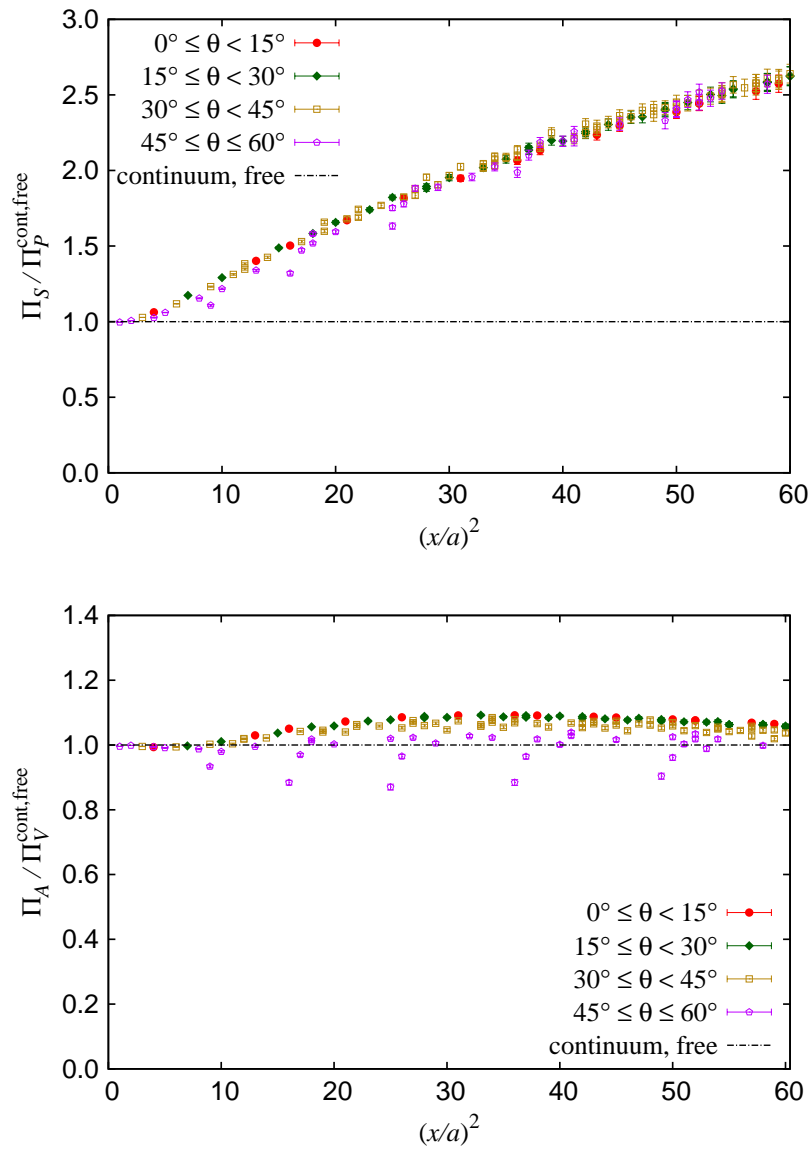 3.0
2.5
2.0
1.5
1.0
0.5
0.0
Π_S / Π_P^cont,free
0° ≤ θ < 15°
15° ≤ θ < 30°
30° ≤ θ < 45°
45° ≤ θ ≤ 60°
continuum, free
0 10 20 30 40 50 60
(x/a)^2
1.4
1.2
1.0
0.8
0.6
0.4
0.2
0.0
Π_A / Π_V^cont,free
0° ≤ θ < 15°
15° ≤ θ < 30°
30° ≤ θ < 45°
45° ≤ θ ≤ 60°
continuum, free
0 10 20 30 40 50 60
(x/a)^2